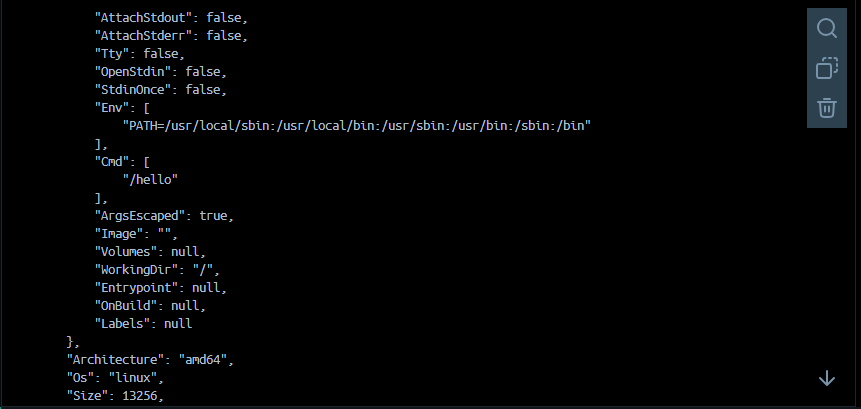 "AttachStdout": false,
"AttachStderr": false,
"Tty": false,
"OpenStdin": false,
"StdinOnce": false,
"Env": [
"PATH=/usr/local/sbin:/usr/local/bin:/usr/sbin:/usr/bin:/sbin:/bin"
],
"Cmd": [
"/hello"
],
"ArgsEscaped": true,
"Image": "",
"Volumes": null,
"WorkingDir": "/",
"Entrypoint": null,
"OnBuild": null,
"Labels": null
},
"Architecture": "amd64",
"Os": "linux",
"Size": 13256,